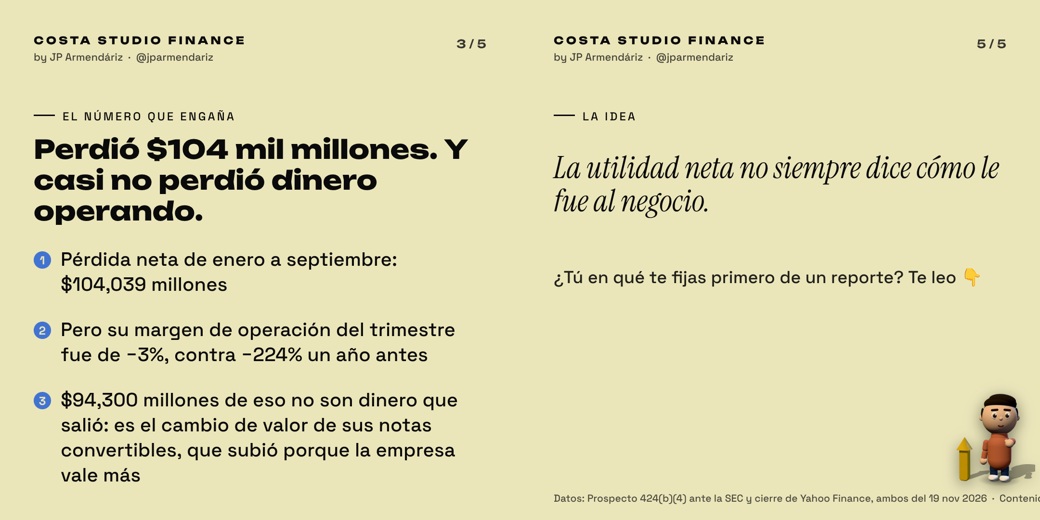 COSTA STUDIO FINANCE
by JP Armendáriz · @jparmendariz
3/5
EL NÚMERO QUE ENGAÑA
Perdió $104 mil millones. Y
casi no perdió dinero
operando.
1 Pérdida neta de enero a septiembre:
$104,039 millones
2 Pero su margen de operación del trimestre
fue de −3%, contra −224% un año antes
3 $94,300 millones de eso no son dinero que
salió: es el cambio de valor de sus notas
convertibles, que subió porque la empresa
vale más
COSTA STUDIO FINANCE
by JP Armendáriz · @jparmendariz
5/5
LA IDEA
La utilidad neta no siempre dice cómo le
fue al negocio.
¿Tú en qué te fijas primero de un reporte? Te leo 👇
Datos: Prospecto 424(b)(4) ante la SEC y cierre de Yahoo Finance, ambos del 19 nov 2026 ·